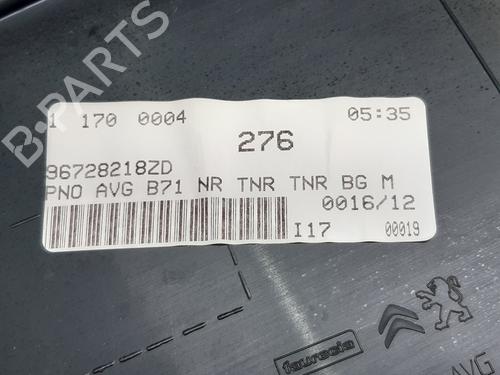 1 170 0004 05:35
276
96728218ZD
PNO AVG B71 NR TNR TNR BG M
0016/12
I17 00019
faurecia
AVG
B-PARTS